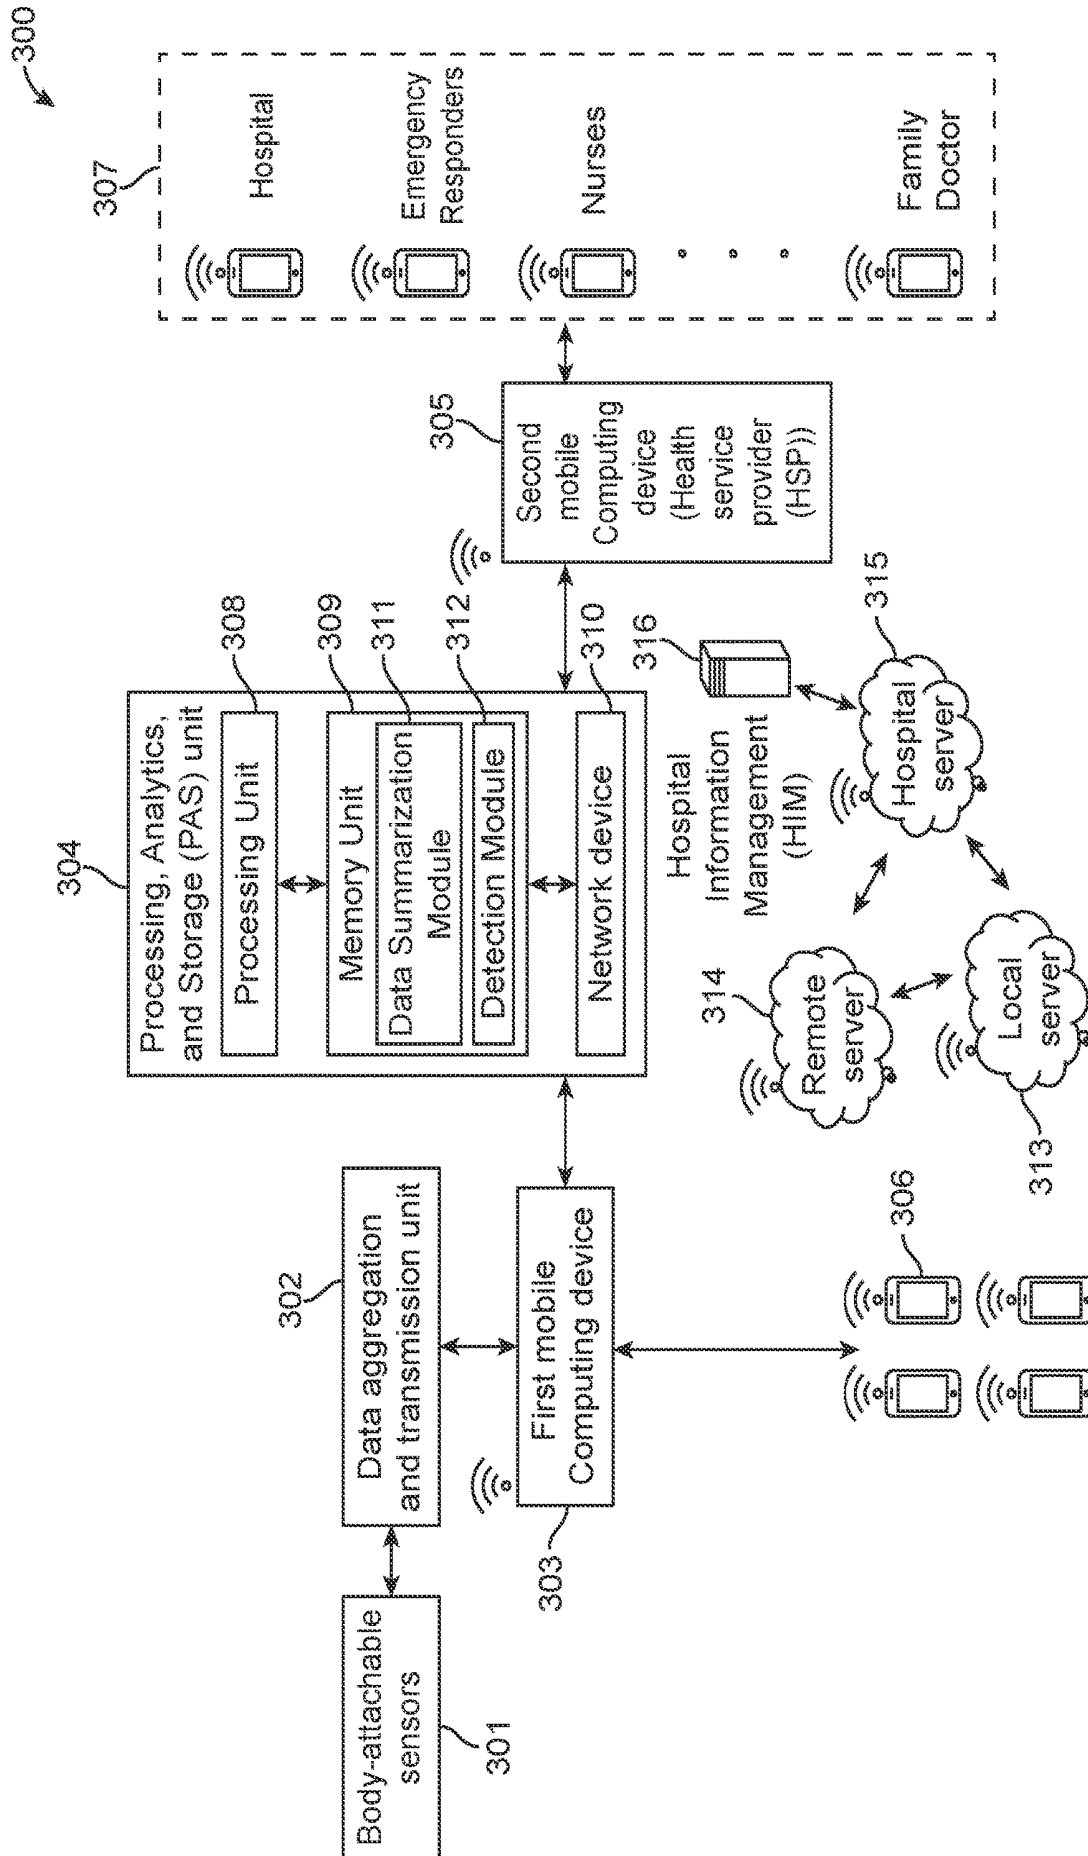 300
307
Hospital
Emergency
Responders
Nurses
Family
Doctor
304
Processing, Analytics,
and Storage (PAS) unit
Processing Unit
308
Memory Unit
309
Data Summarization
Module
311
Detection Module
312
Network device
310
305
Second
mobile
Computing
device
(Health
service
provider
(HSP))
302
Data aggregation
and transmission unit
Body-attachable
sensors
301
First mobile
Computing device
303
306
316
Hospital
Information
Management
(HIM)
315
Hospital
server
314
Remote
server
Local
server
313